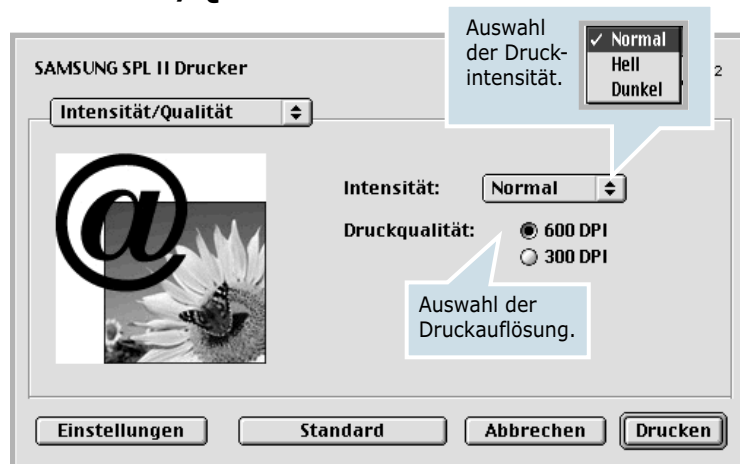 Auswahl
der Druck-
intensität.
✓ Normal
Hell
Dunkel
SAMSUNG SPL II Drucker
2
Intensität/Qualität
Intensität: Normal
Druckqualität: 600 DPI
300 DPI
Auswahl der
Druckauflösung.
Einstellungen Standard Abbrechen Drucken
@